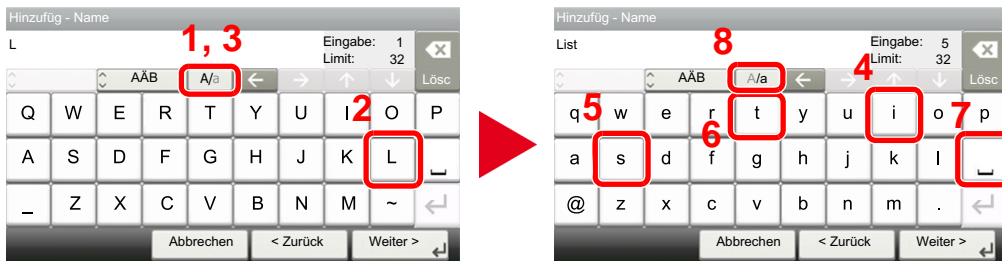 Hinzufüg - Name
L
Eingabe: 1
Limit: 32
1, 3
AÄB A/a ← → ↑ ↓ Lösc
Q W E R T Y U I O P
2
A S D F G H J K L
_ Z X C V B N M ~
Abbrechen < Zurück Weiter >
Hinzufüg - Name
List
Eingabe: 5
Limit: 32
8
4
AÄB A/a ← → ↑ ↓ Lösc
5
q w e r t y u i o p
6
7
a s d f g h j k l
@ z x c v b n m .
Abbrechen < Zurück Weiter >